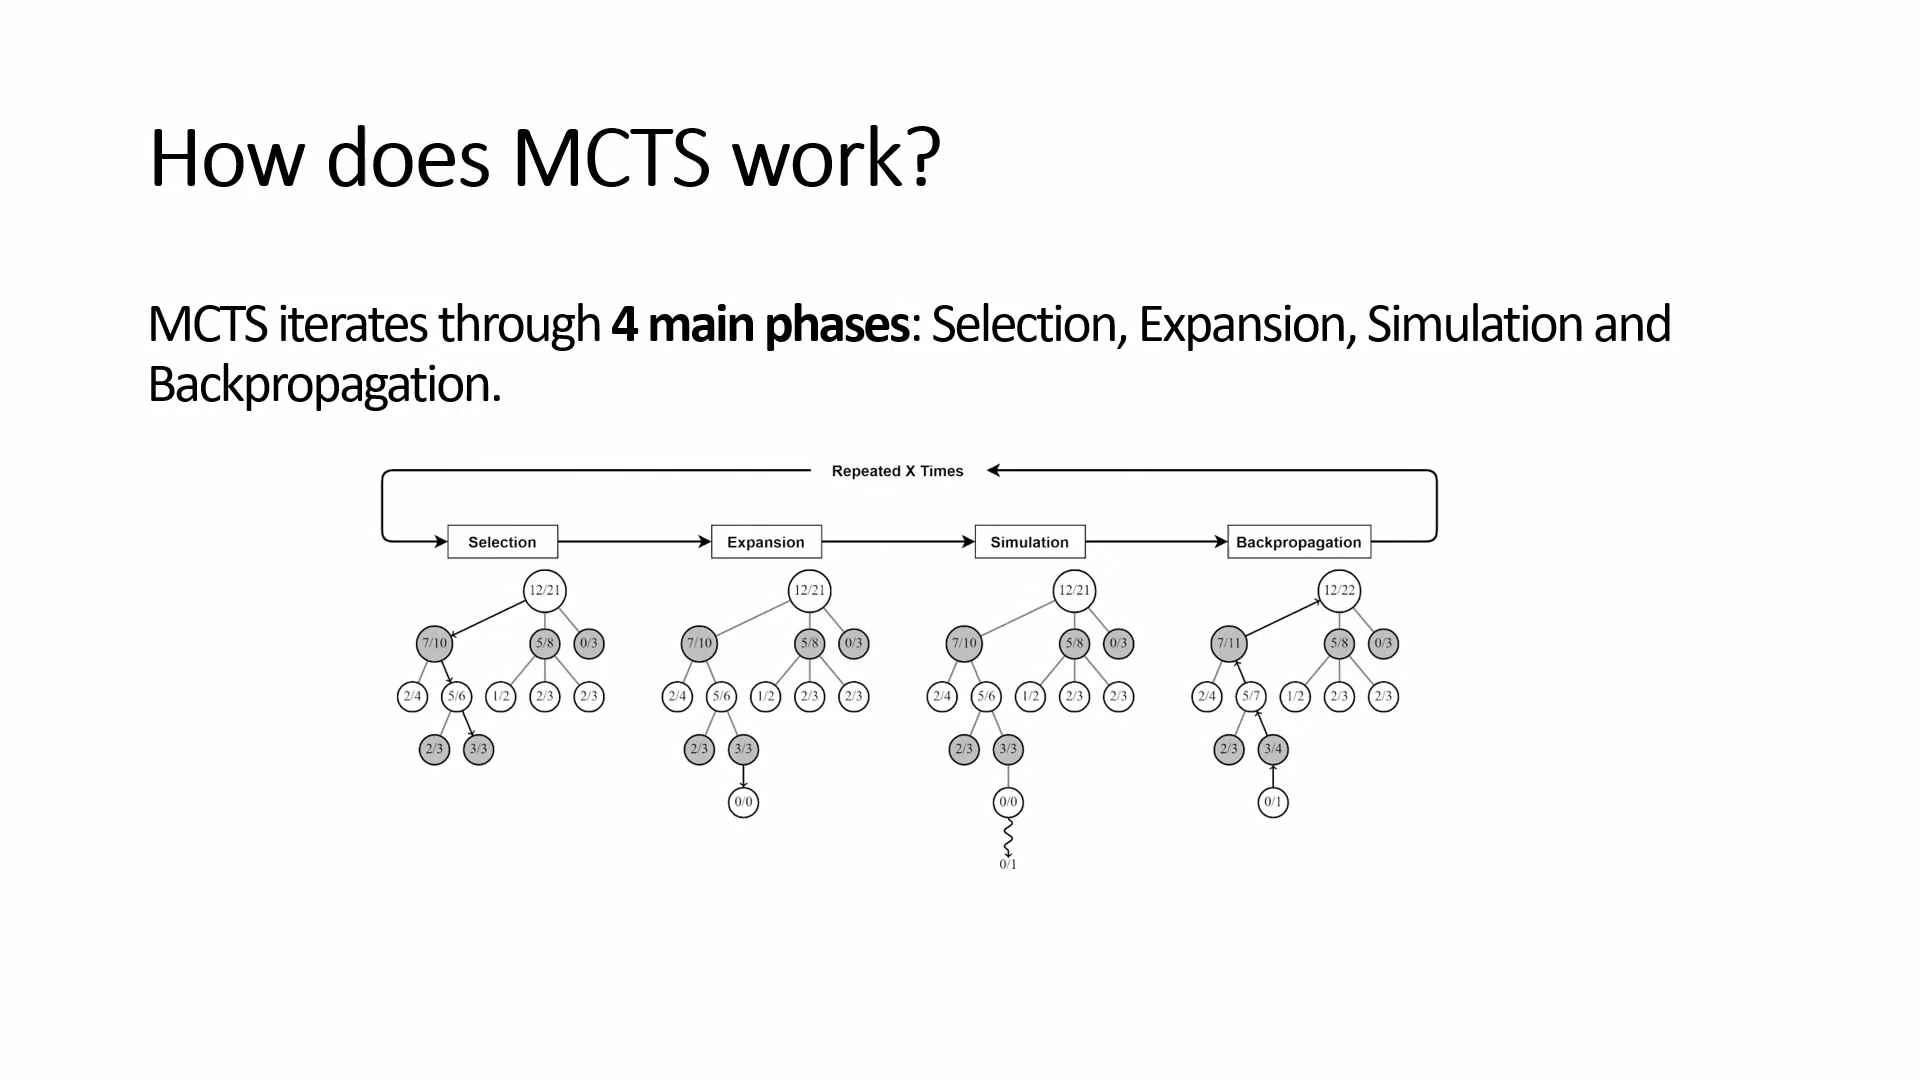 How does MCTS work?
MCTS iterates through 4 main phases: Selection, Expansion, Simulation and
Backpropagation.
Repeated X Times
Selection Expansion Simulation Backpropagation
12/21 12/21 12/21 12/22
7/10 5/8 0/3 7/10 5/8 0/3 7/10 5/8 0/3 7/11 5/8 0/3
2/4 5/6 1/2 2/3 2/3 2/4 5/6 1/2 2/3 2/3 2/4 5/6 1/2 2/3 2/3 2/4 5/7 1/2 2/3 2/3
2/3 3/3 2/3 3/3 2/3 3/3 2/3 3/4
0/0 0/0 0/1
0/1